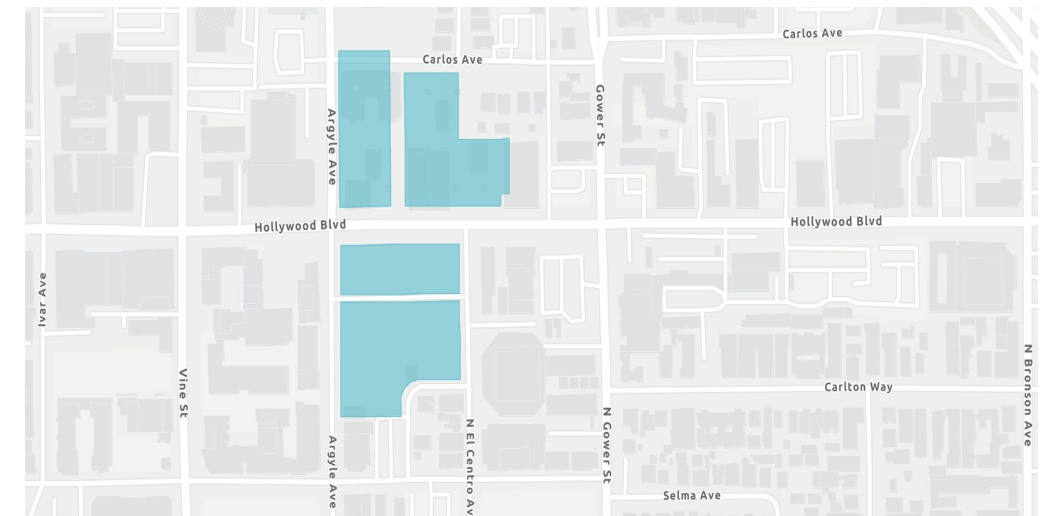 Carlos Ave
Carlos Ave
Gower St
Argyle Ave
Hollywood Blvd
Hollywood Blvd
Ivar Ave
Vine St
N Bronson Ave
Carlton Way
N Gower St
N El Centro Av
Argyle Ave
Selma Ave